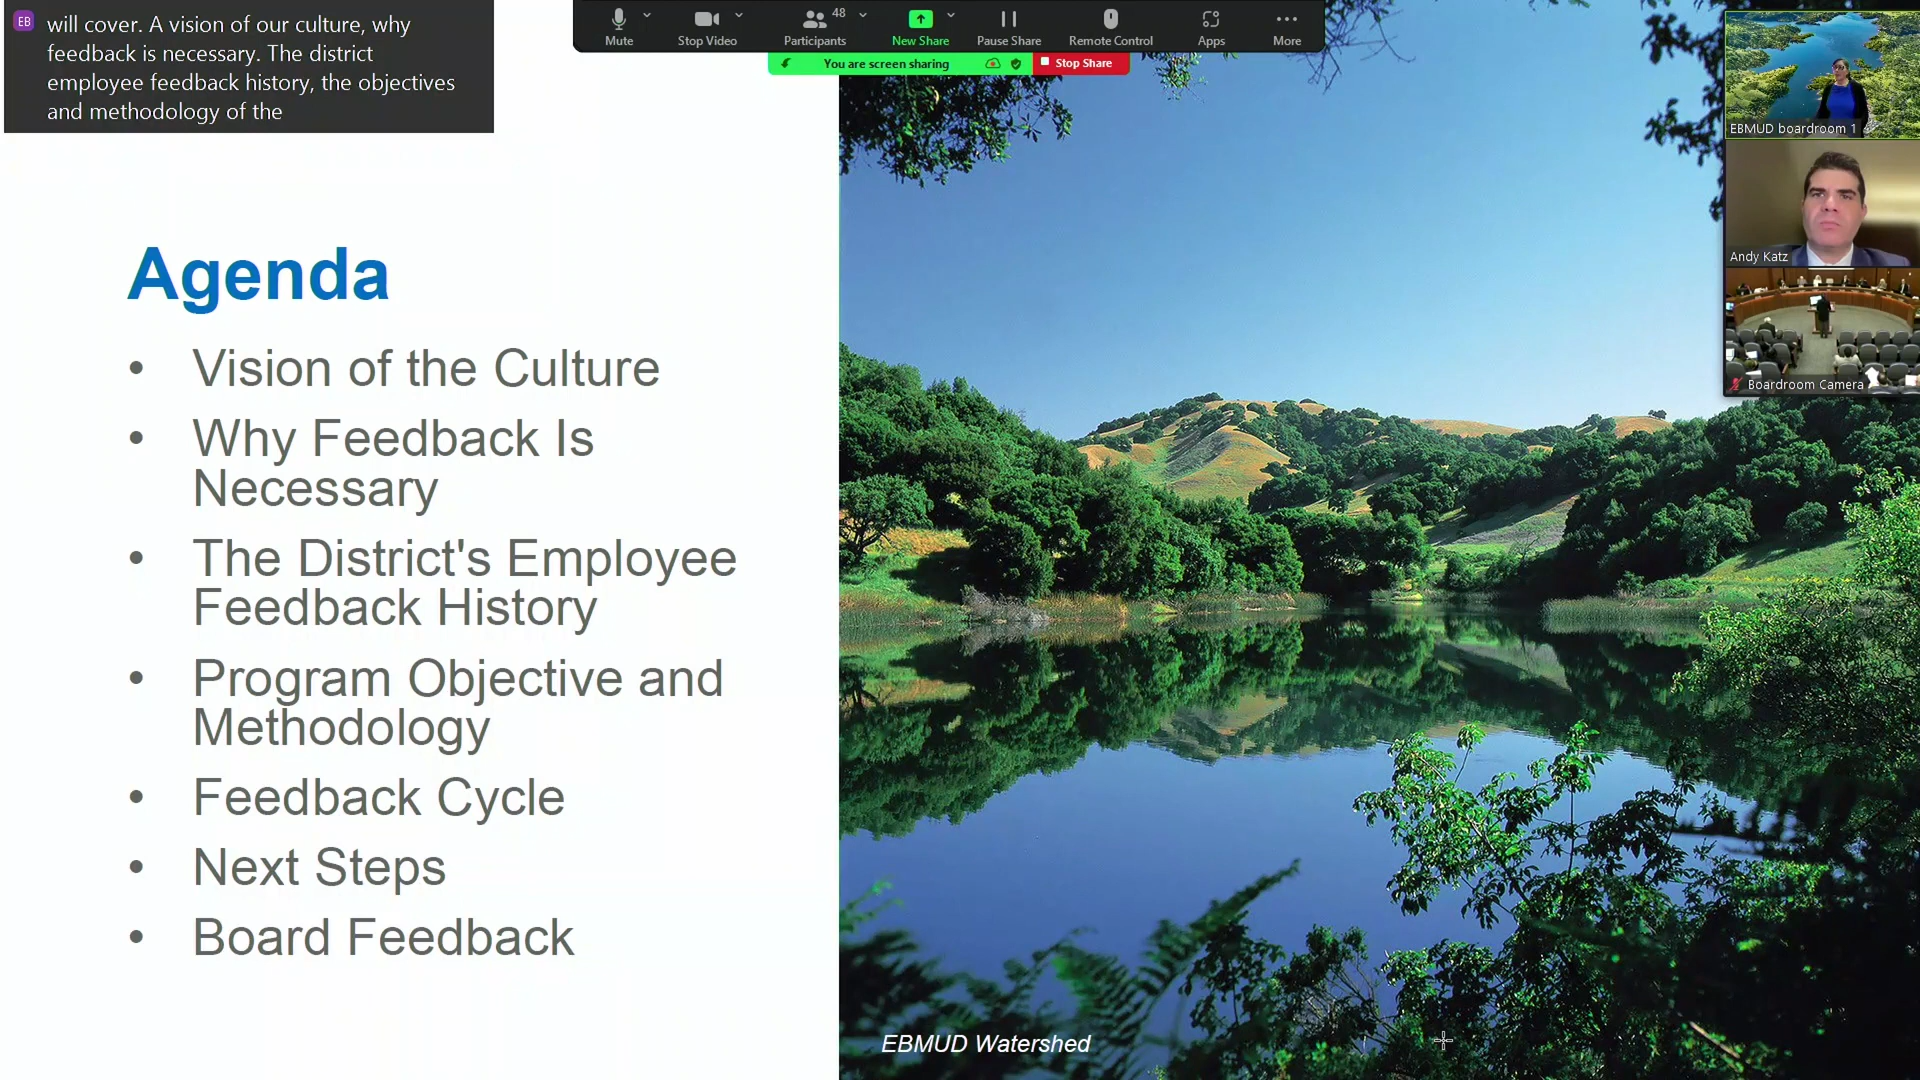 EB
will cover. A vision of our culture, why
feedback is necessary. The district
employee feedback history, the objectives
and methodology of the
Mute
Stop Video
48
Participants
New Share
Pause Share
Remote Control
Apps
More
You are screen sharing
Stop Share
EBMUD boardroom 1
Andy Katz
Boardroom Camera
Agenda
• Vision of the Culture
• Why Feedback Is
Necessary
• The District's Employee
Feedback History
• Program Objective and
Methodology
• Feedback Cycle
• Next Steps
• Board Feedback
EBMUD Watershed